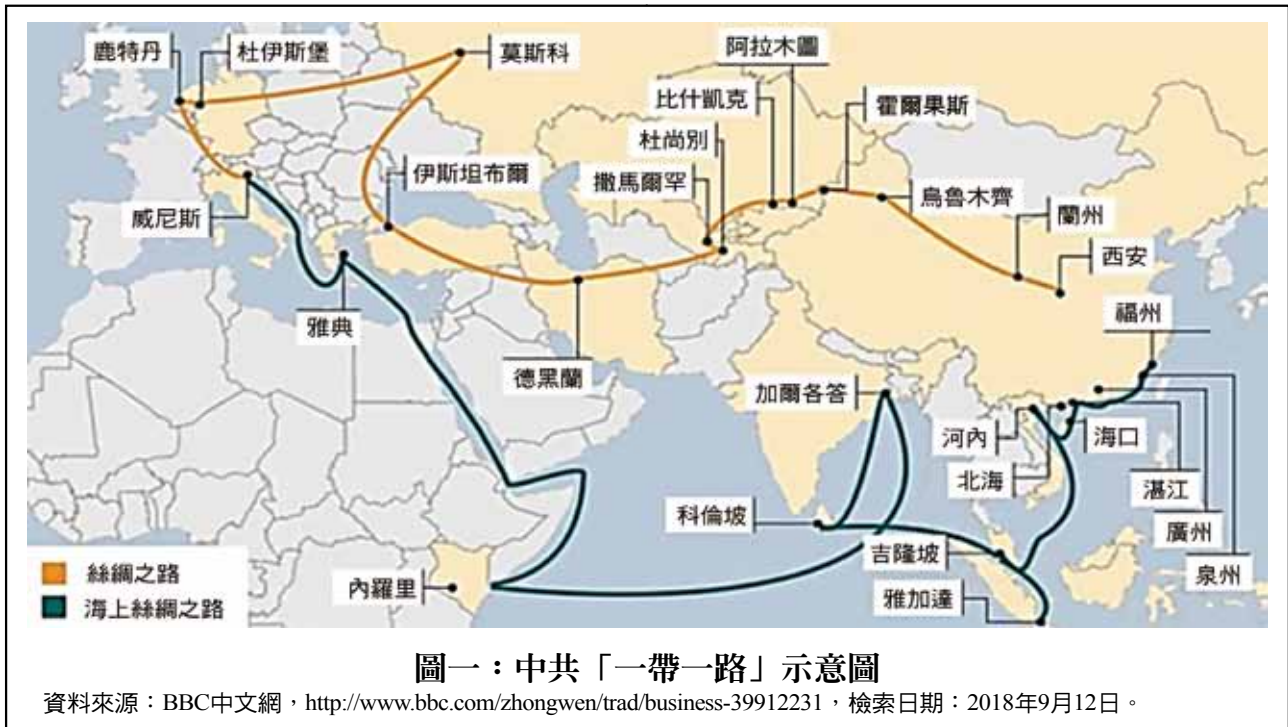 鹿特丹
杜伊斯堡
莫斯科
阿拉木圖
比什凱克
霍爾果斯
杜尚別
伊斯坦布爾
撒馬爾罕
烏魯木齊
威尼斯
蘭州
西安
福州
雅典
德黑蘭
加爾各答
河內
海口
北海
湛江
科倫坡
廣州
吉隆坡
泉州
內羅里
雅加達
絲綢之路
海上絲綢之路
圖一：中共「一帶一路」示意圖
資料來源：BBC中文網，http://www.bbc.com/zhongwen/trad/business-39912231，檢索日期：2018年9月12日。